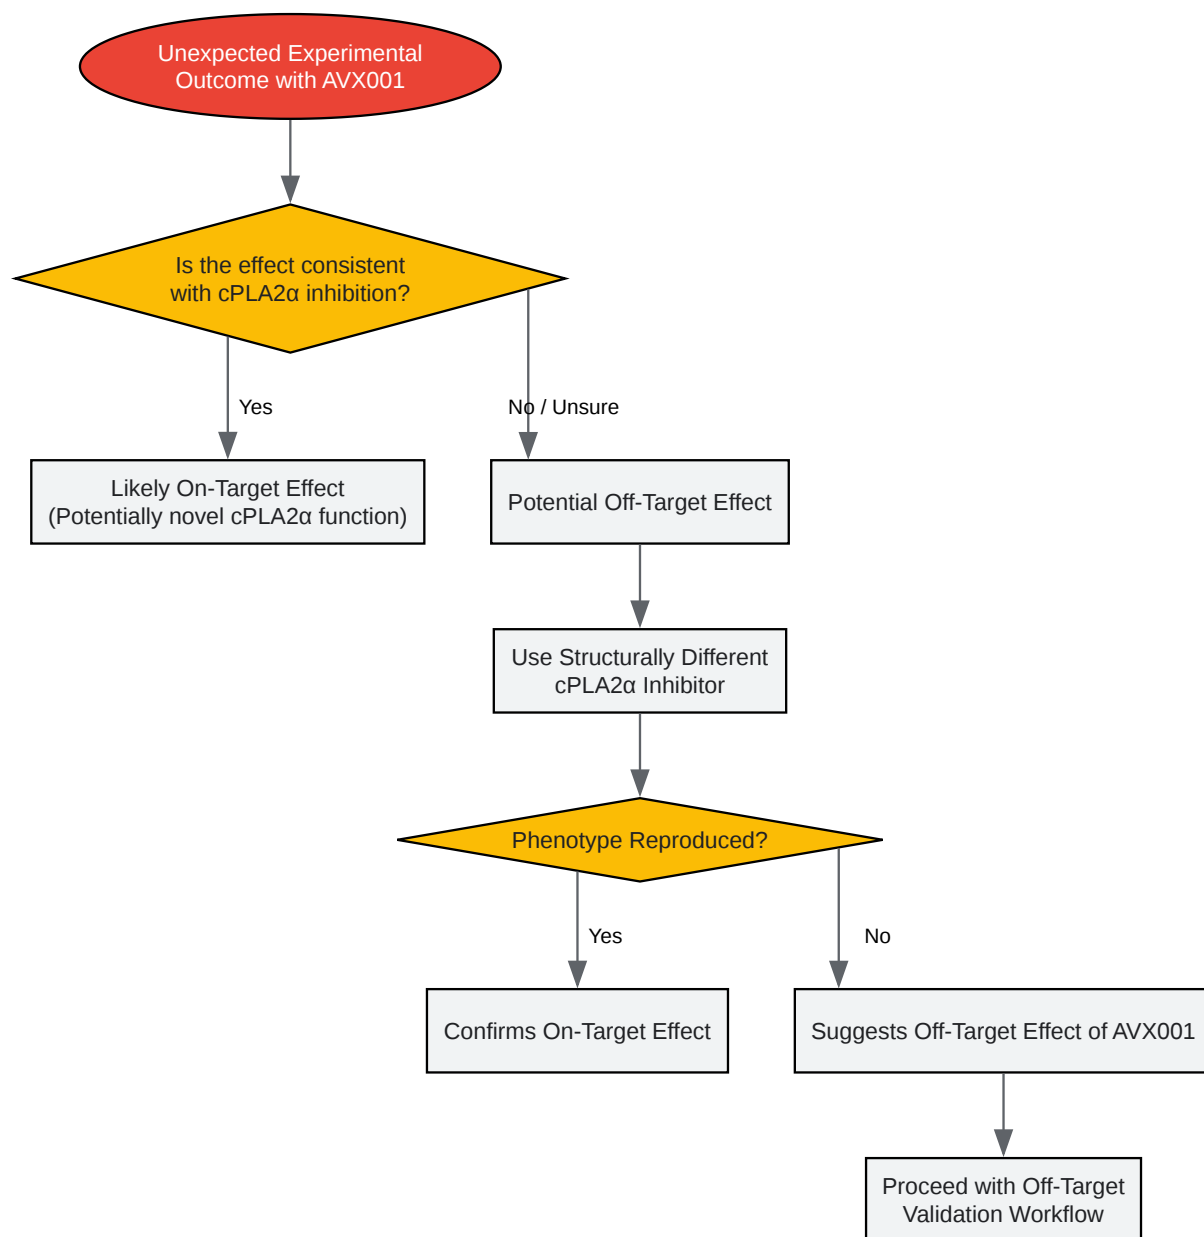 Unexpected Experimental
Outcome with AVX001
Is the effect consistent
with cPLA2α inhibition?
Yes
No / Unsure
Likely On-Target Effect
(Potentially novel cPLA2α function)
Potential Off-Target Effect
Use Structurally Different
cPLA2α Inhibitor
Phenotype Reproduced?
Yes
No
Confirms On-Target Effect
Suggests Off-Target Effect of AVX001
Proceed with Off-Target
Validation Workflow